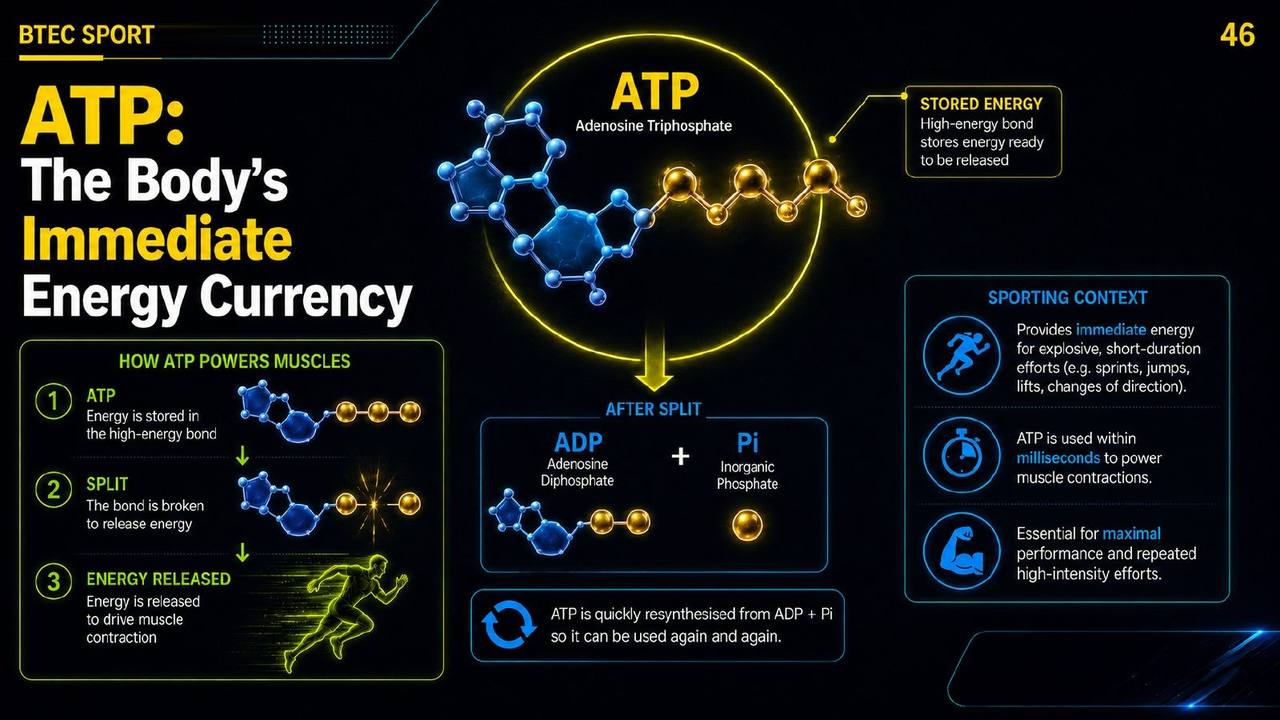 BTEC SPORT
46
ATP:
The Body's
Immediate
Energy Currency
ATP
Adenosine Triphosphate
STORED ENERGY
High-energy bond
stores energy ready
to be released
HOW ATP POWERS MUSCLES
1
ATP
Energy is stored in
the high-energy bond
2
SPLIT
The bond is broken
to release energy
3
ENERGY RELEASED
Energy is released
to drive muscle
contraction
AFTER SPLIT
ADP
Adenosine
Diphosphate
+
Pi
Inorganic
Phosphate
ATP is quickly resynthesised from ADP + Pi
so it can be used again and again.
SPORTING CONTEXT
Provides immediate energy
for explosive, short-duration
efforts (e.g. sprints, jumps,
lifts, changes of direction).
ATP is used within
milliseconds to power
muscle contractions.
Essential for maximal
performance and repeated
high-intensity efforts.